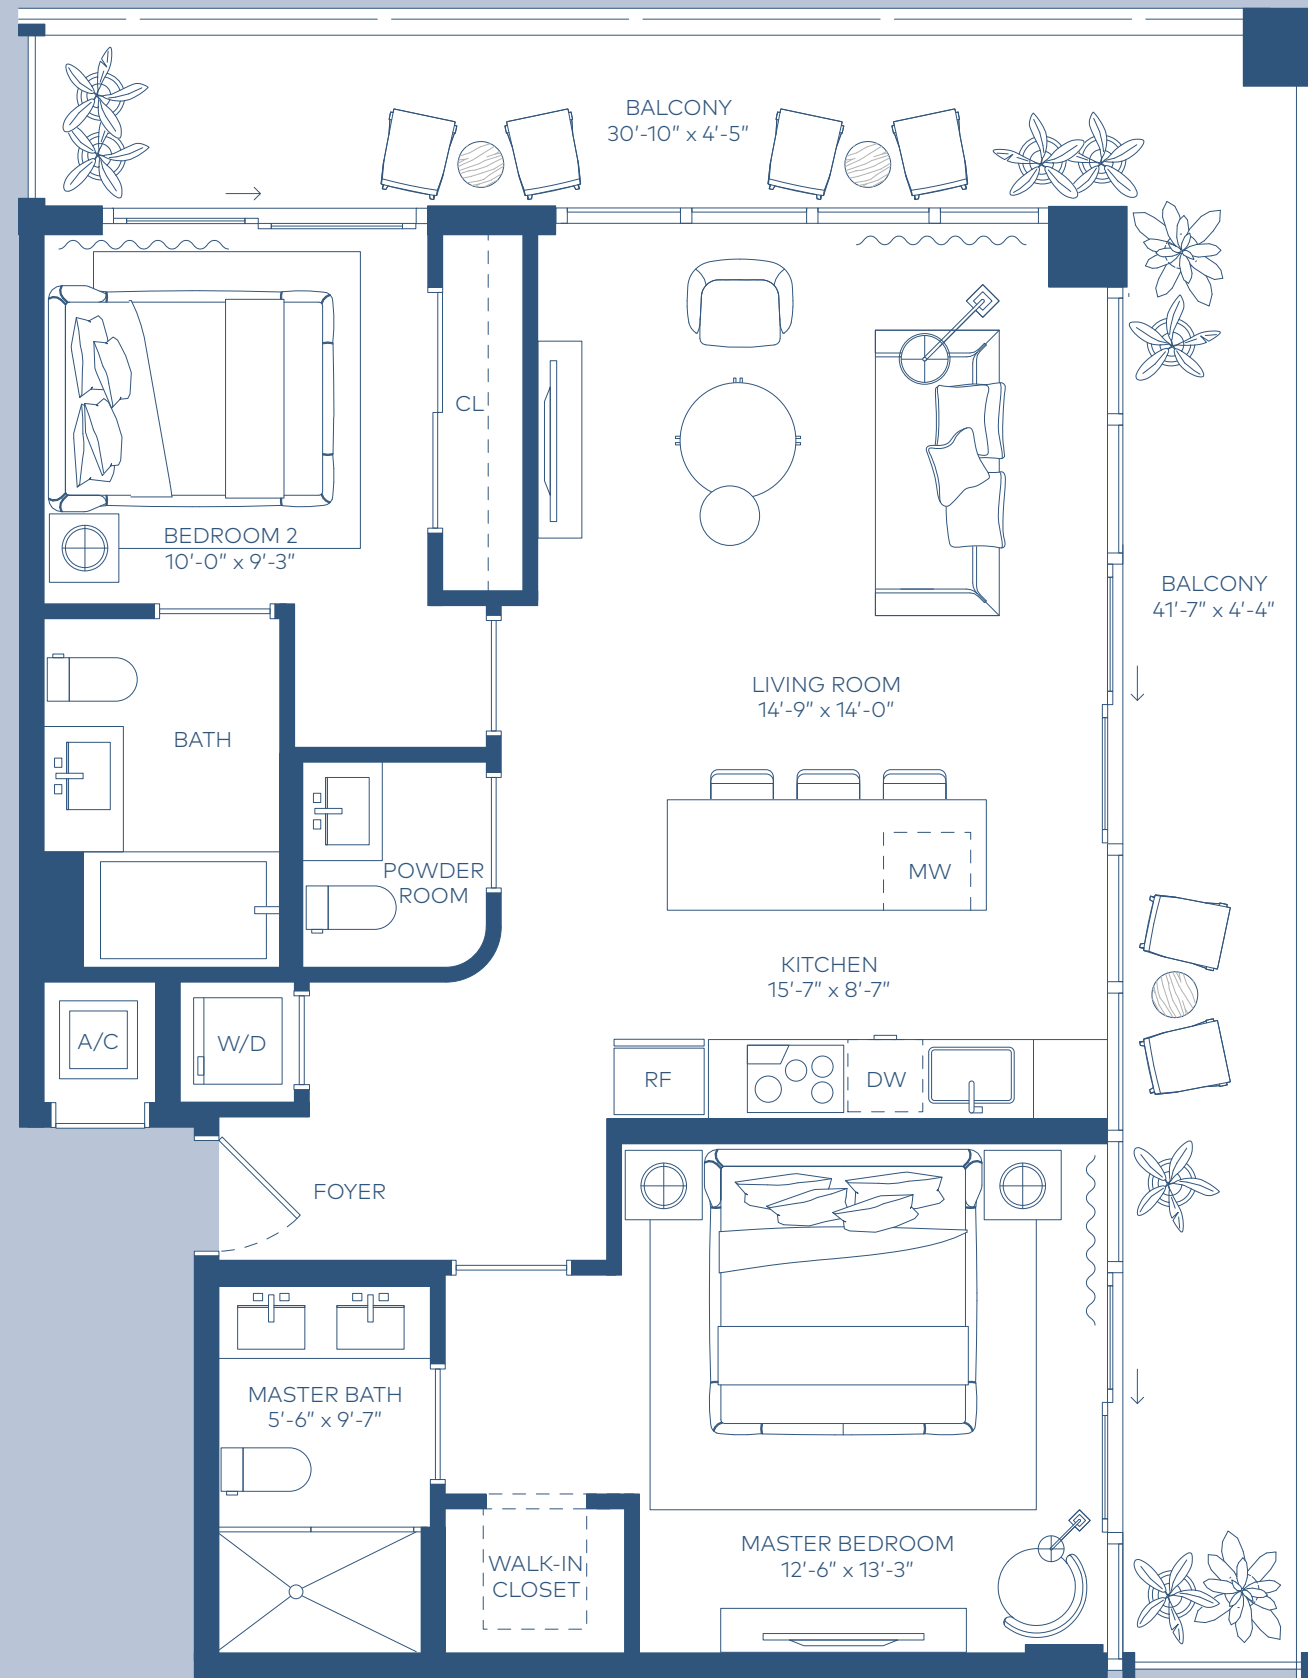 BALCONY
30'-10" x 4'-5"
CL
BEDROOM 2
10'-0" x 9'-3"
BALCONY
41'-7" x 4'-4"
LIVING ROOM
14'-9" x 14'-0"
BATH
POWDER
ROOM
MW
KITCHEN
15'-7" x 8'-7"
A/C
W/D
RF
DW
FOYER
MASTER BATH
5'-6" x 9'-7"
WALK-IN
CLOSET
MASTER BEDROOM
12'-6" x 13'-3"